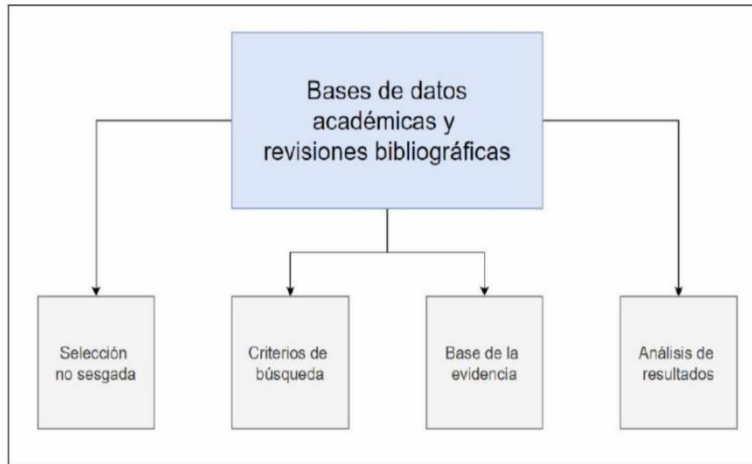 Bases de datos
académicas y
revisiones bibliográficas
Selección
no sesgada
Criterios de
búsqueda
Base de la
evidencia
Análisis de
resultados